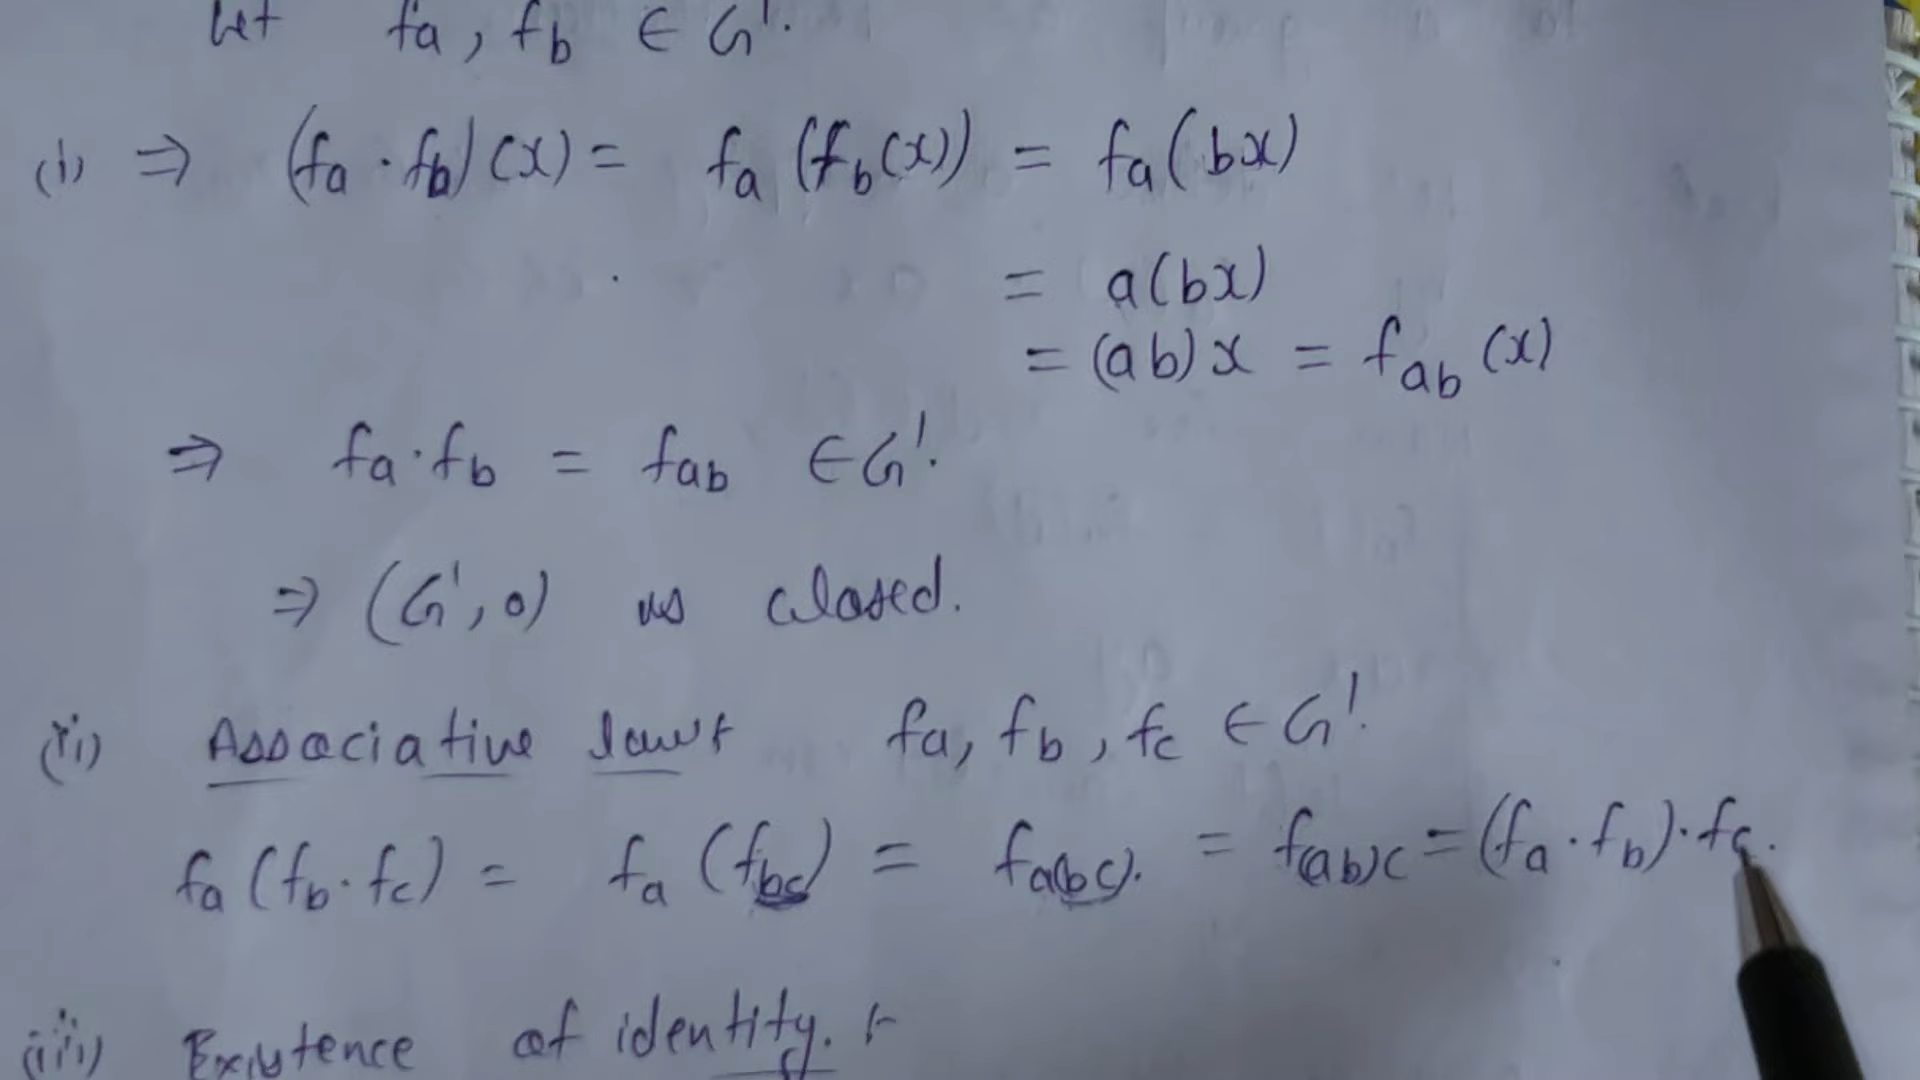 Let fa, fb ∈ G'.
(i) ⇒ (fa · fb) (x) = fa (fb(x)) = fa (bx)
= a(bx)
= (ab) x = fab (x)
⇒ fa · fb = fab ∈ G'.
⇒ (G', o) is closed.
(ii) Associative law :- fa, fb, fc ∈ G'.
fa (fb · fc) = fa (fbc) = fa(bc). = f(ab)c = (fa · fb) · fc.
(iii) Existence of identity. :-